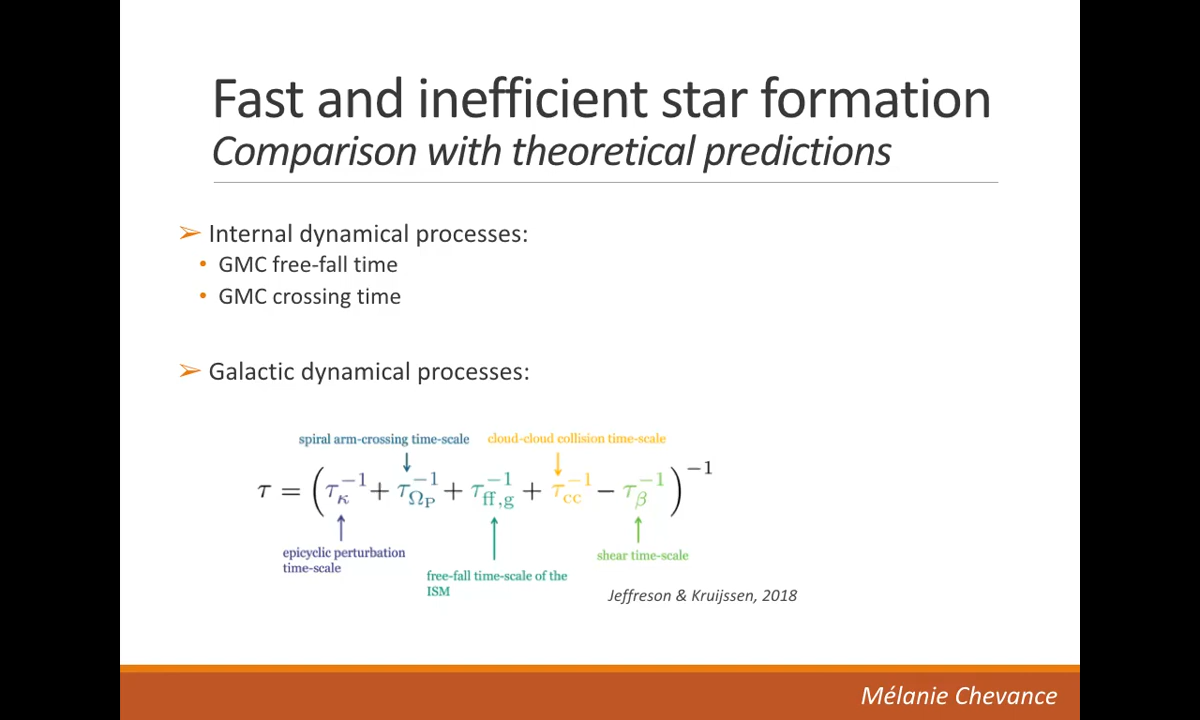 Fast and inefficient star formation
Comparison with theoretical predictions
➢ Internal dynamical processes:
• GMC free-fall time
• GMC crossing time
➢ Galactic dynamical processes:
spiral arm-crossing time-scale
cloud-cloud collision time-scale
τ = (τ_κ^−1 + τ_Ω_P^−1 + τ_ff,g^−1 + τ_cc^−1 − τ_β^−1)^−1
epicyclic perturbation
time-scale
free-fall time-scale of the
ISM
shear time-scale
Jeffreson & Kruijssen, 2018
Mélanie Chevance